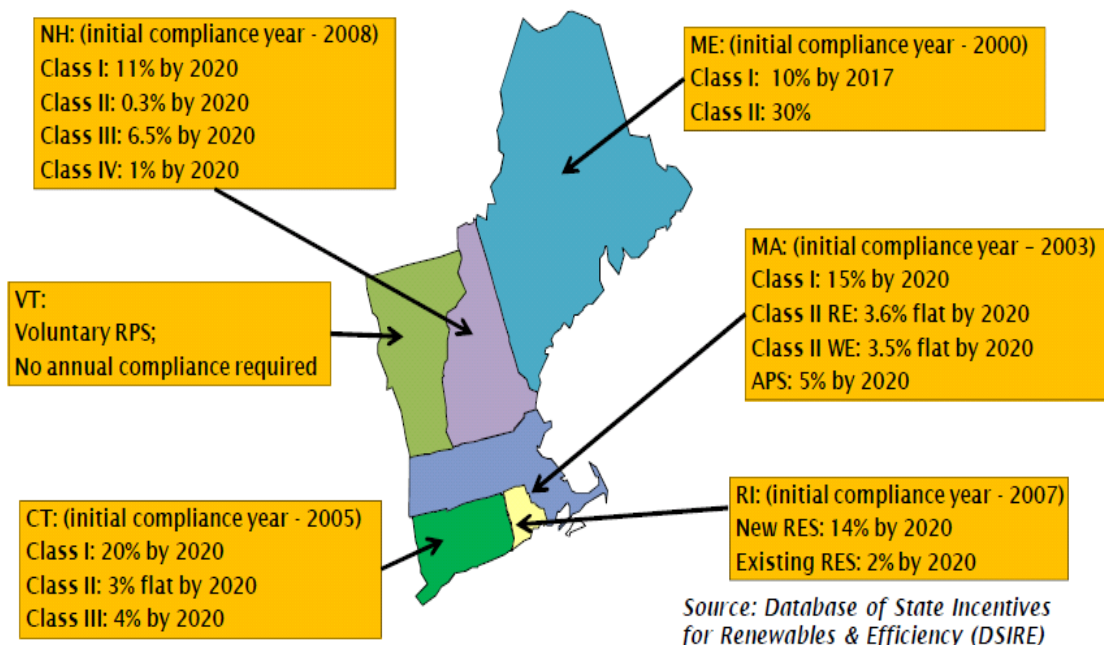 NH: (initial compliance year - 2008)
Class I: 11% by 2020
Class II: 0.3% by 2020
Class III: 6.5% by 2020
Class IV: 1% by 2020
ME: (initial compliance year - 2000)
Class I: 10% by 2017
Class II: 30%
VT:
Voluntary RPS;
No annual compliance required
MA: (initial compliance year – 2003)
Class I: 15% by 2020
Class II RE: 3.6% flat by 2020
Class II WE: 3.5% flat by 2020
APS: 5% by 2020
CT: (initial compliance year - 2005)
Class I: 20% by 2020
Class II: 3% flat by 2020
Class III: 4% by 2020
RI: (initial compliance year - 2007)
New RES: 14% by 2020
Existing RES: 2% by 2020
Source: Database of State Incentives
for Renewables & Efficiency (DSIRE)